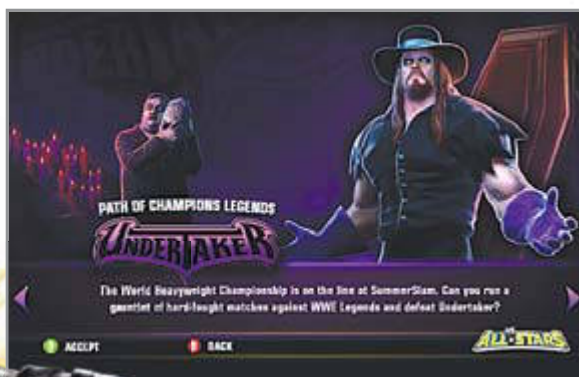 PATH OF CHAMPIONS LEGENDS
UNDERTAKER
The World Heavyweight Championship is on the line at SummerSlam. Can you run a
gauntlet of hard-fought matches against WWE Legends and defeat Undertaker?
ACCEPT
BACK
ALL STARS